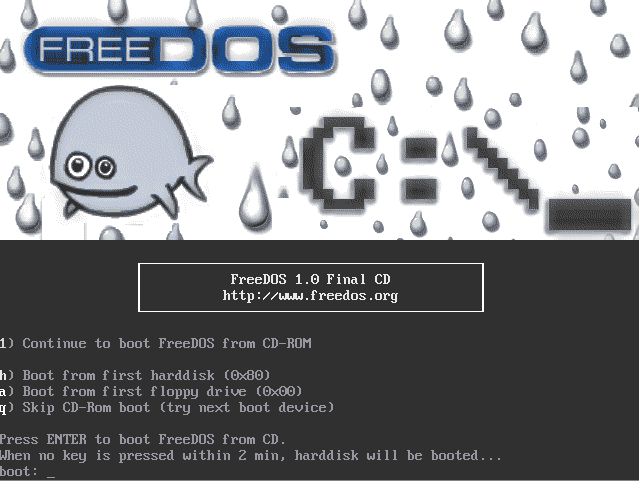 FREEDOS
C:\_
FreeDOS 1.0 Final CD
http://www.freedos.org
1) Continue to boot FreeDOS from CD-ROM
h) Boot from first harddisk (0x80)
a) Boot from first floppy drive (0x00)
q) Skip CD-Rom boot (try next boot device)
Press ENTER to boot FreeDOS from CD.
When no key is pressed within 2 min, harddisk will be booted...
boot: _